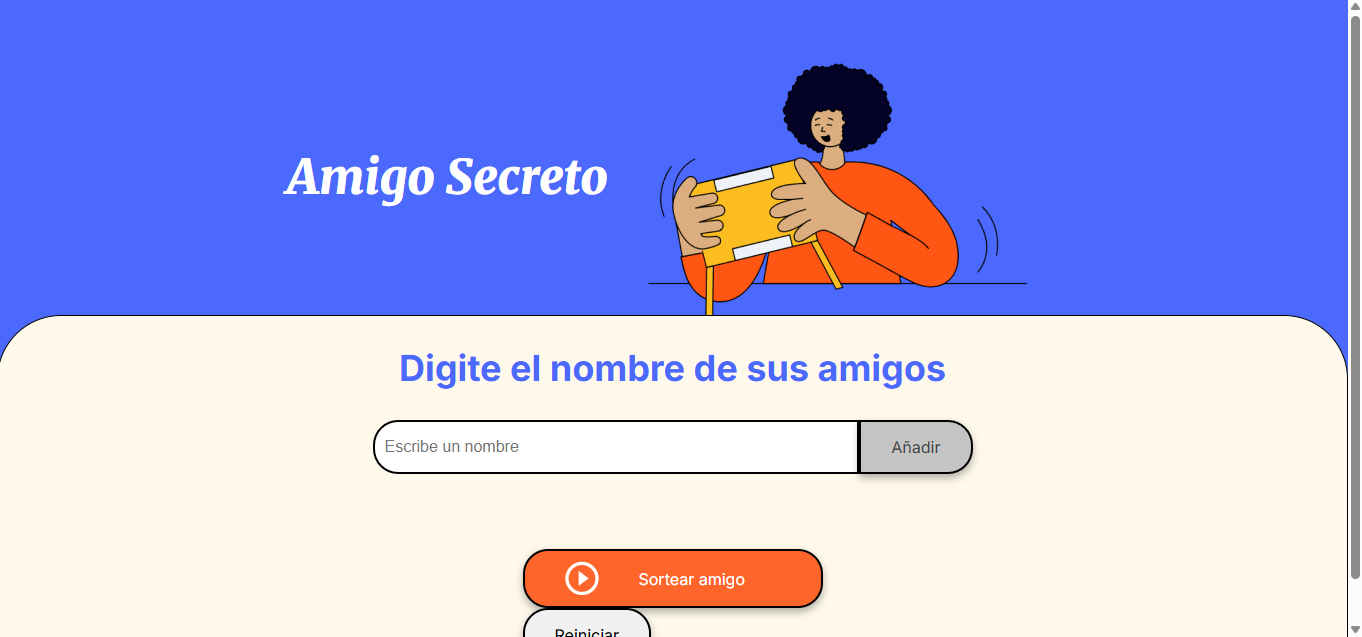 Amigo Secreto
Digite el nombre de sus amigos
Escribe un nombre
Añadir
Sortear amigo
Reiniciar